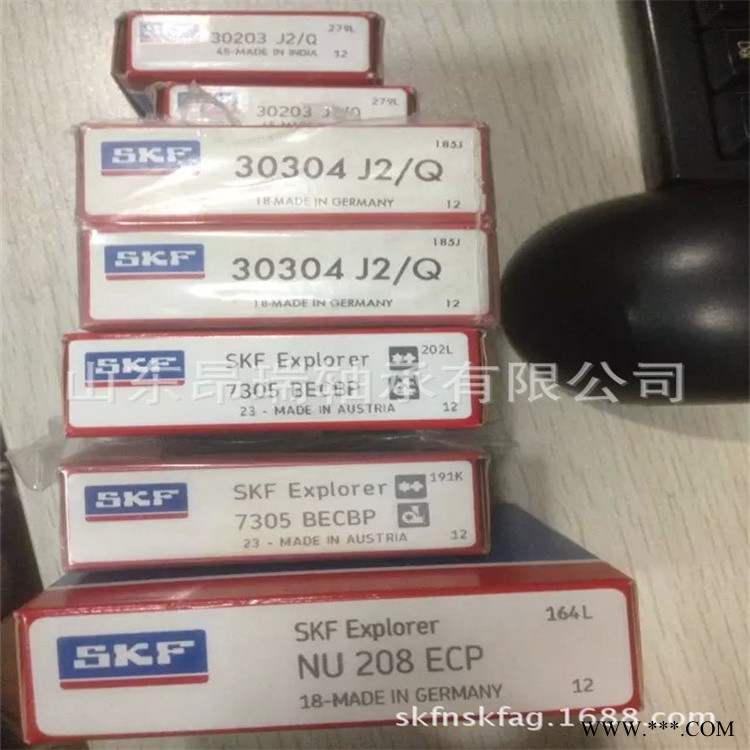 279L
30203 J2/Q
45-MADE IN INDIA 12
279L
30203 J2/Q
185J
SKF
30304 J2/Q
18-MADE IN GERMANY 12
185J
SKF
30304 J2/Q
18-MADE IN GERMANY 12
202L
SKF
SKF Explorer
7305 BECBP
23 - MADE IN AUSTRIA 12
山东昂瑞轴承有限公司
191K
SKF
SKF Explorer
7305 BECBP
23 - MADE IN AUSTRIA 12
164L
SKF
SKF Explorer
NU 208 ECP
18-MADE IN GERMANY 12
skfnskfag.1688.com
www.***.com